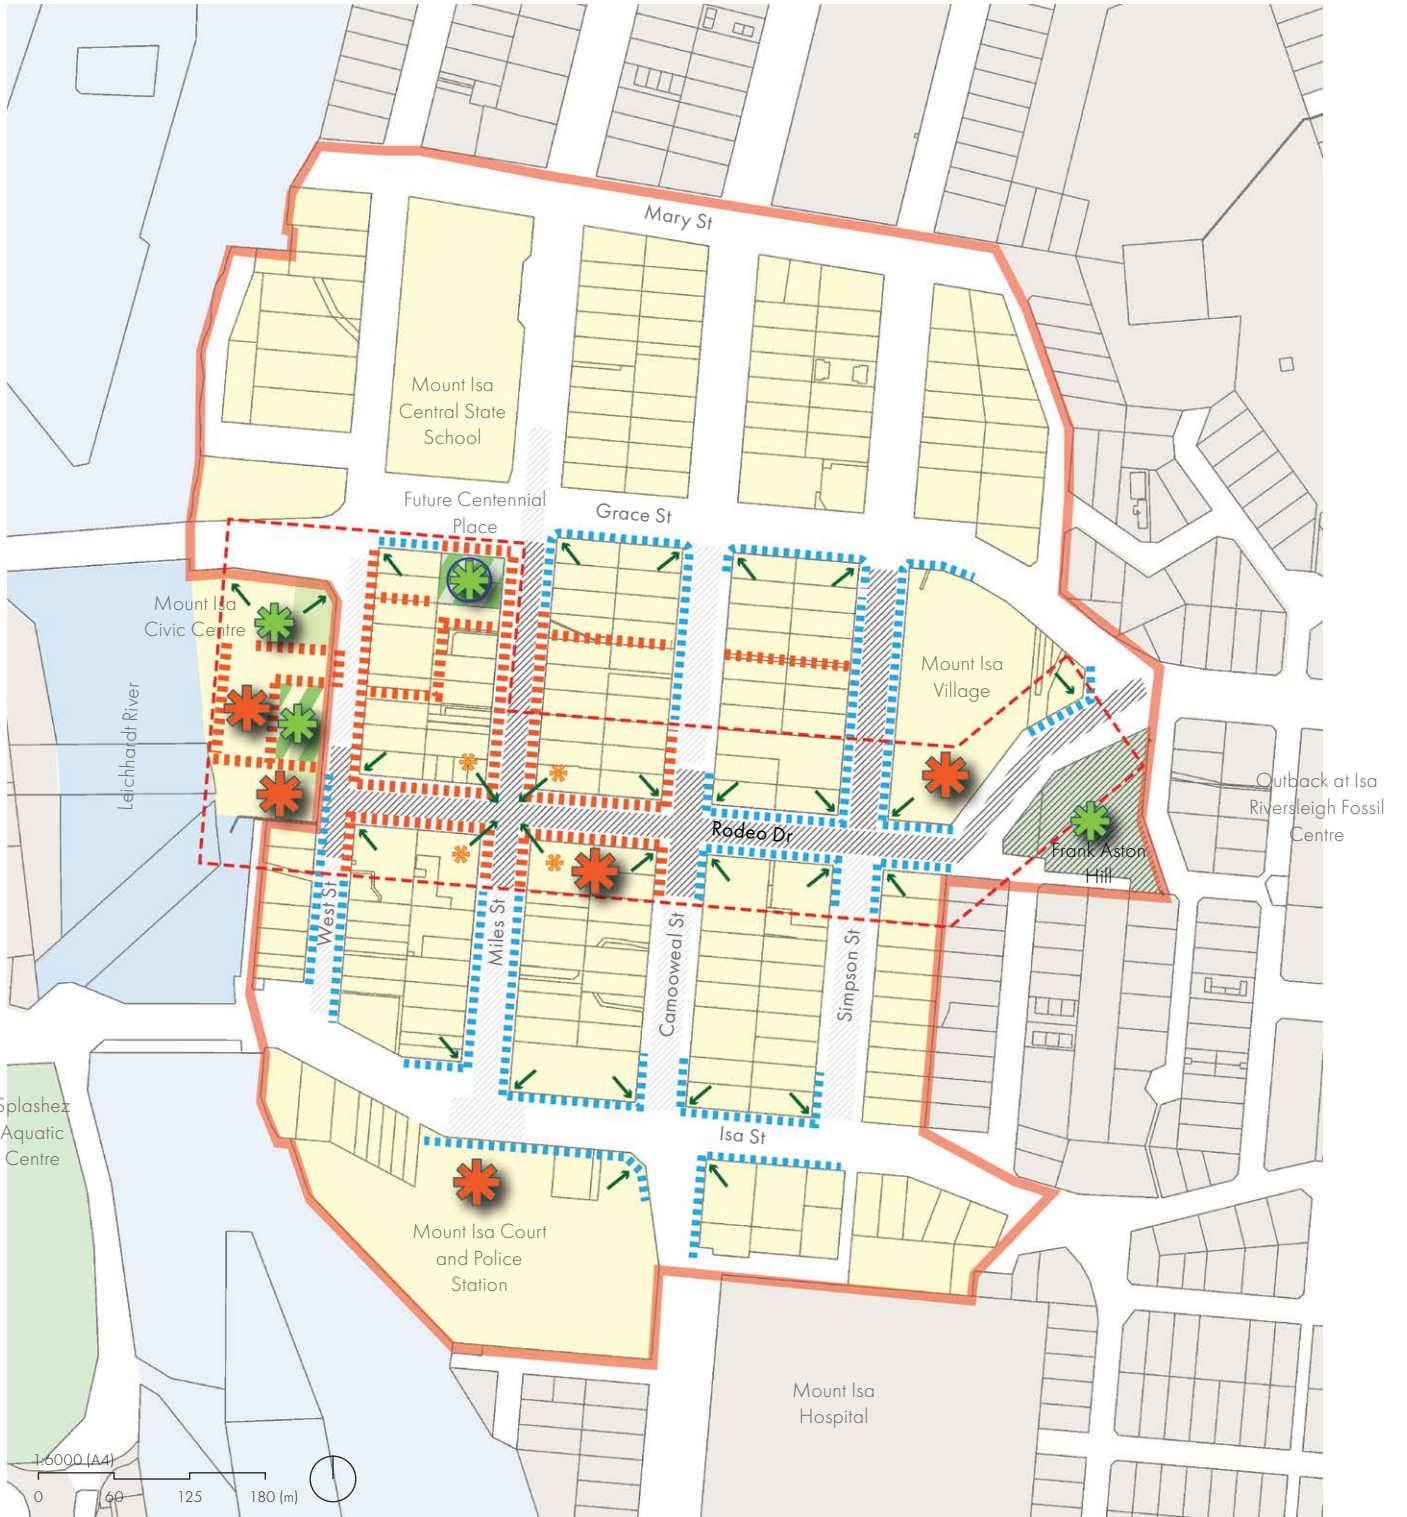 Mary St
Mount Isa
Central State
School
Future Centennial
Place
Grace St
Mount Isa
Civic Centre
Mount Isa
Village
Leichhardt River
Outback at Isa
Riversleigh Fossil
Centre
Rodeo Dr
Frank Aston
Hill
West St
Miles St
Camooweal St
Simpson St
Splashez
Aquatic
Centre
Isa St
Mount Isa Court
and Police
Station
Mount Isa
Hospital
1:6000 (A4)
0 60 125 180 (m)